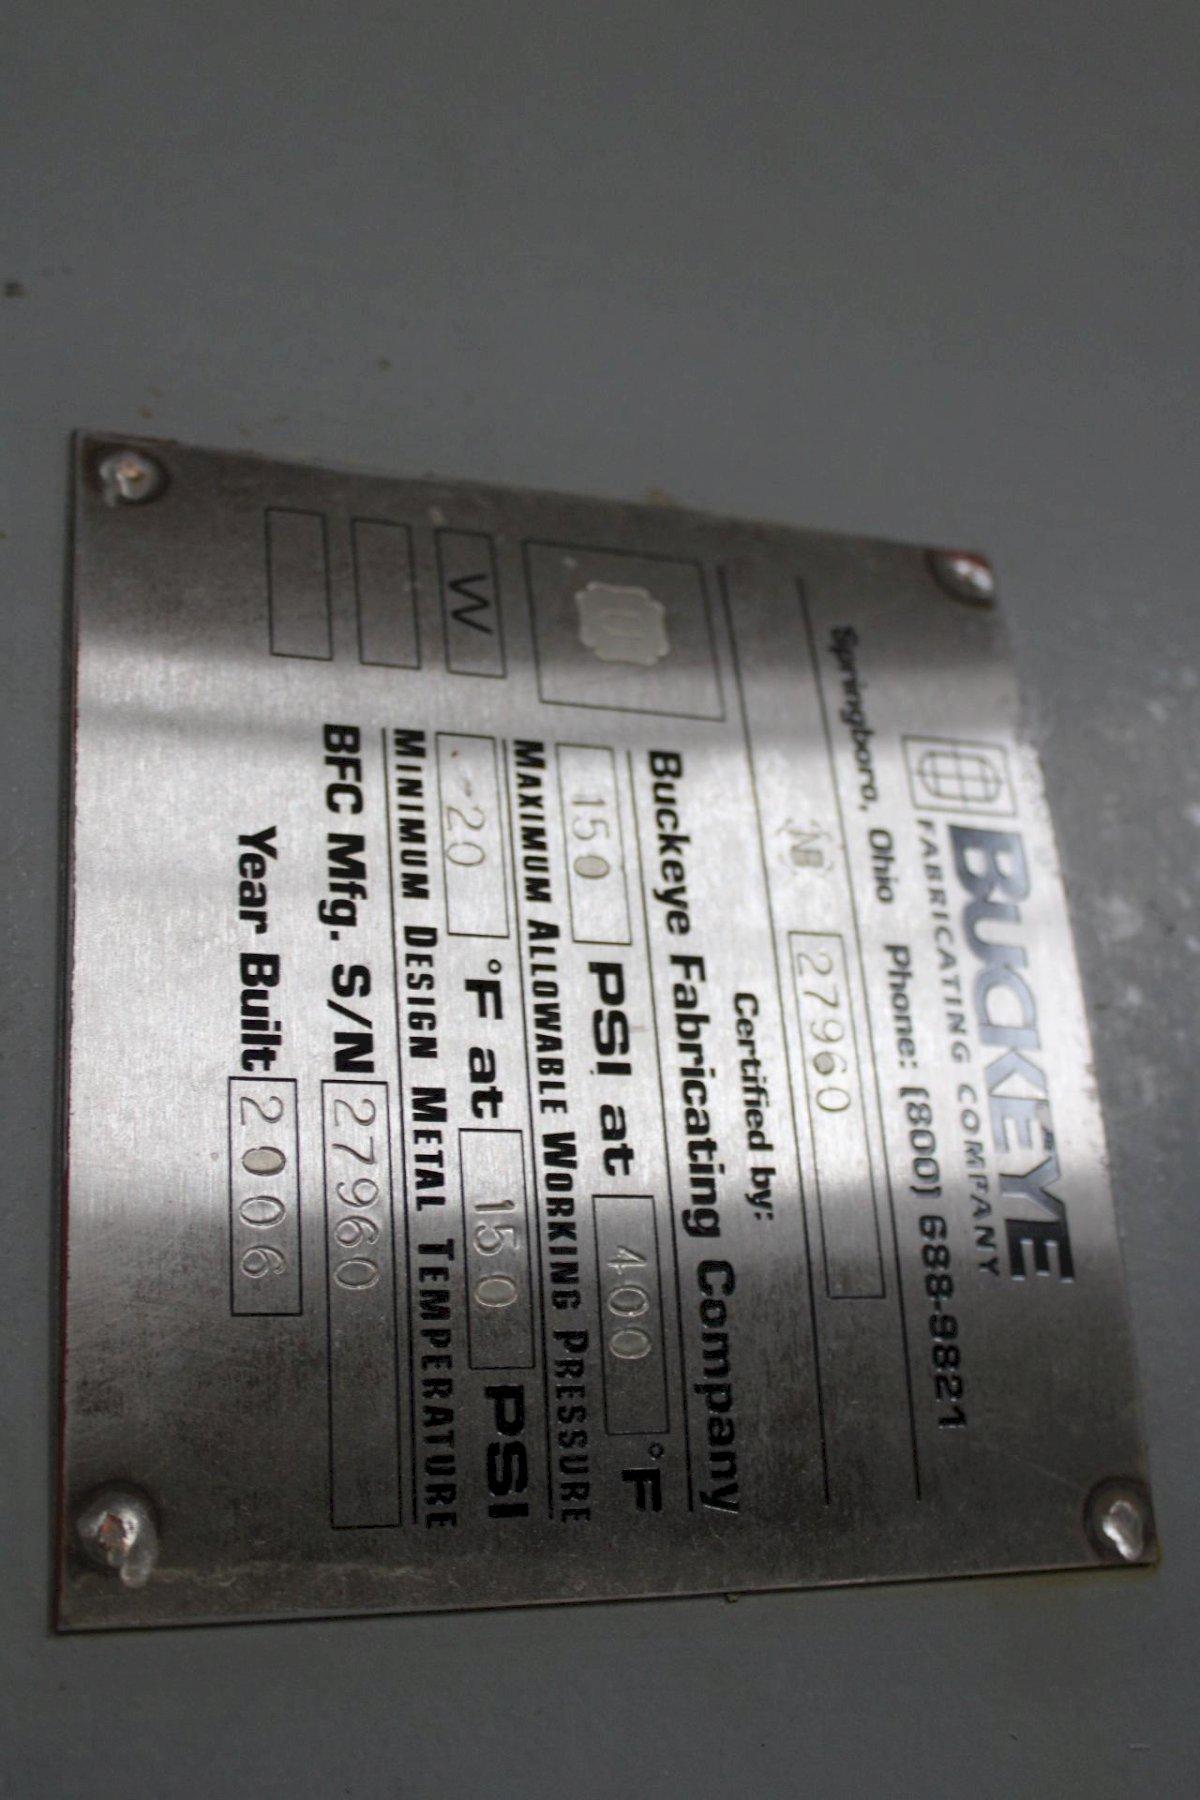 BUCKEYE
FABRICATING COMPANY
Springboro, Ohio Phone: (800) 688-9821
NB 27960
Certified by:
Buckeye Fabricating Company
U
150 PSI at 400 °F
MAXIMUM ALLOWABLE WORKING PRESSURE
W
-20 °F at 150 PSI
MINIMUM DESIGN METAL TEMPERATURE
BFC Mfg. S/N 27960
Year Built 2006